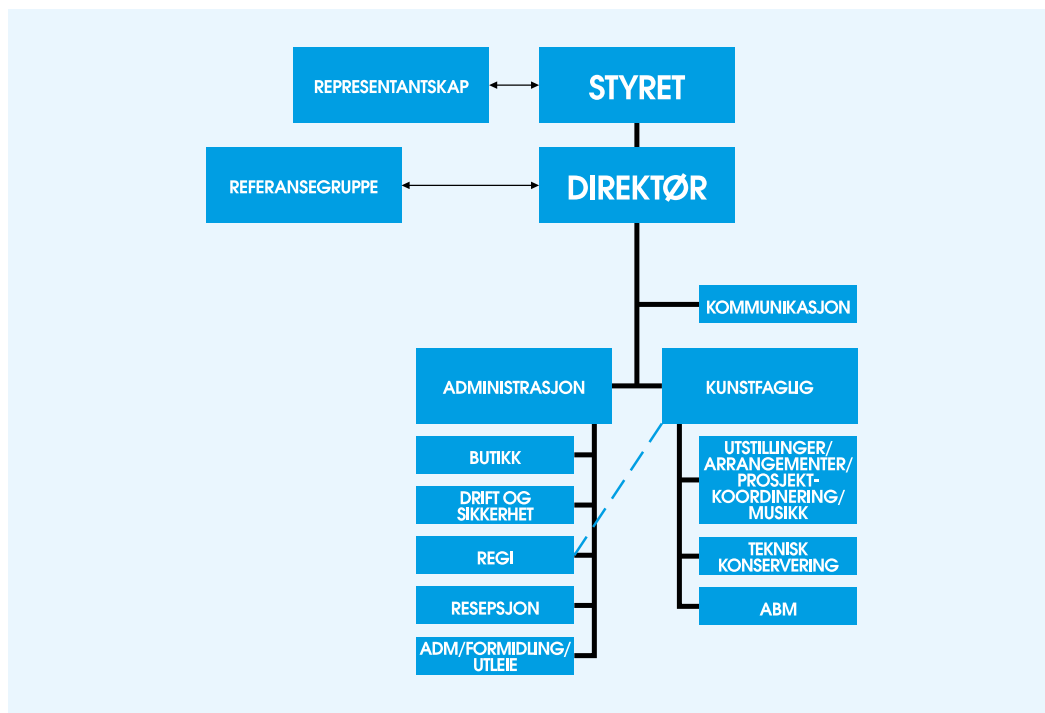 REPRESENTANTSKAP
STYRET
REFERANSEGRUPPE
DIREKTØR
KOMMUNIKASJON
ADMINISTRASJON
KUNSTFAGLIG
BUTIKK
DRIFT OG
SIKKERHET
REGI
RESEPSJON
ADM/FORMIDLING/
UTLEIE
UTSTILLINGER/
ARRANGEMENTER/
PROSJEKT-
KOORDINERING/
MUSIKK
TEKNISK
KONSERVERING
ABM